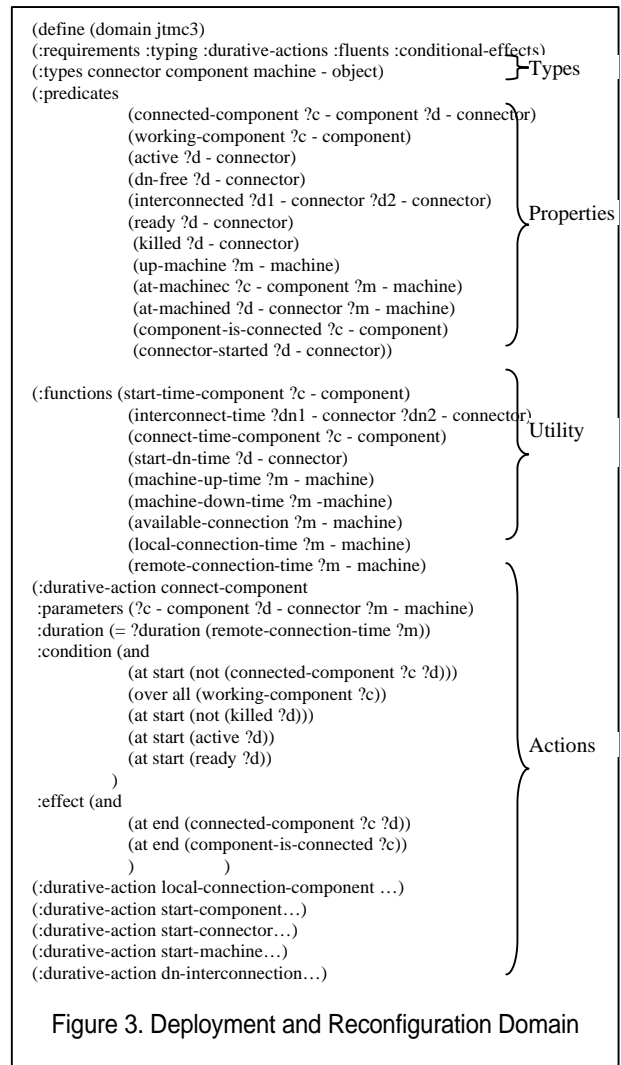 (define (domain jtmc3)
(:requirements :typing :durative-actions :fluents :conditional-effects)
(:types connector component machine - object)
Types
(:predicates
(connected-component ?c - component ?d - connector)
(working-component ?c - component)
(active ?d - connector)
(dn-free ?d - connector)
(interconnected ?d1 - connector ?d2 - connector)
(ready ?d - connector)
Properties
(killed ?d - connector)
(up-machine ?m - machine)
(at-machinec ?c - component ?m - machine)
(at-machined ?d - connector ?m - machine)
(component-is-connected ?c - component)
(connector-started ?d - connector))
(:functions (start-time-component ?c - component)
(interconnect-time ?dn1 - connector ?dn2 - connector)
(connect-time-component ?c - component)
Utility
(start-dn-time ?d - connector)
(machine-up-time ?m - machine)
(machine-down-time ?m -machine)
(available-connection ?m - machine)
(local-connection-time ?m - machine)
(remote-connection-time ?m - machine)
(:durative-action connect-component
:parameters (?c - component ?d - connector ?m - machine)
:duration (= ?duration (remote-connection-time ?m))
:condition (and
(at start (not (connected-component ?c ?d)))
(over all (working-component ?c))
(at start (not (killed ?d)))
(at start (active ?d))
Actions
(at start (ready ?d))
)
:effect (and
(at end (connected-component ?c ?d))
(at end (component-is-connected ?c))
) )
(:durative-action local-connection-component …)
(:durative-action start-component…)
(:durative-action start-connector…)
(:durative-action start-machine…)
(:durative-action dn-interconnection…)
Figure 3. Deployment and Reconfiguration Domain